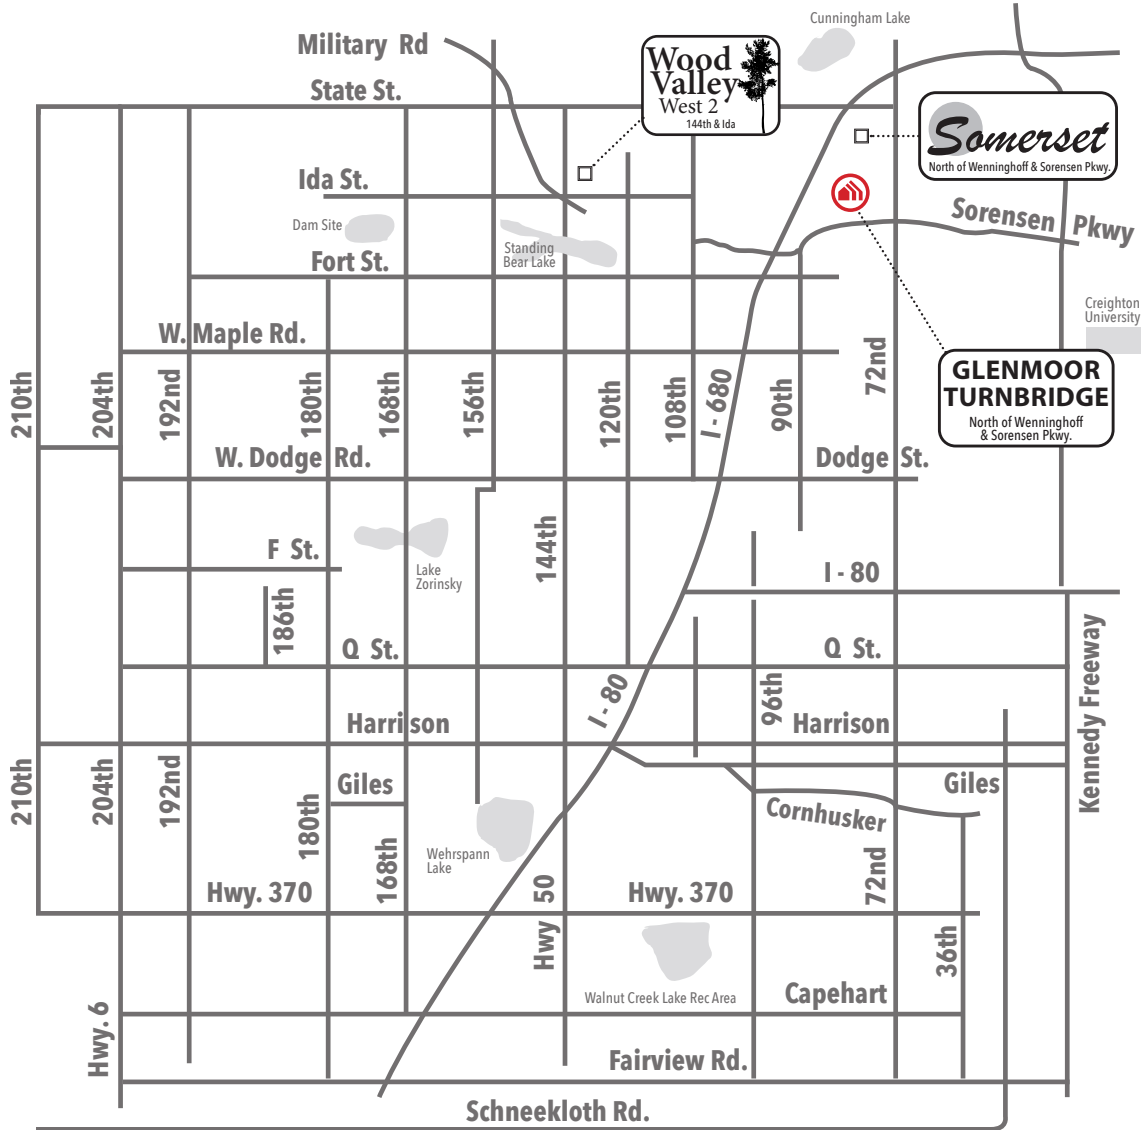 Cunningham Lake
Military Rd
State St.
Wood
Valley
West 2
144th & Ida
Somerset
North of Wenninghoff & Sorensen Pkwy.
Ida St.
Dam Site
Standing
Bear Lake
Sorensen Pkwy
Fort St.
Creighton
University
W. Maple Rd.
GLENMOOR
TURNBRIDGE
North of Wenninghoff
& Sorensen Pkwy.
210th
204th
192nd
180th
168th
156th
120th
108th
I - 680
90th
72nd
W. Dodge Rd.
Dodge St.
F St.
Lake
Zorinsky
144th
I - 80
186th
Q St.
Q St.
I - 80
96th
Kennedy Freeway
Harrison
Harrison
210th
204th
192nd
Giles
Giles
180th
168th
Cornhusker
Wehrspann
Lake
72nd
Hwy. 370
Hwy 50
Hwy. 370
36th
Walnut Creek Lake Rec Area
Capehart
Hwy. 6
Fairview Rd.
Schneekloth Rd.